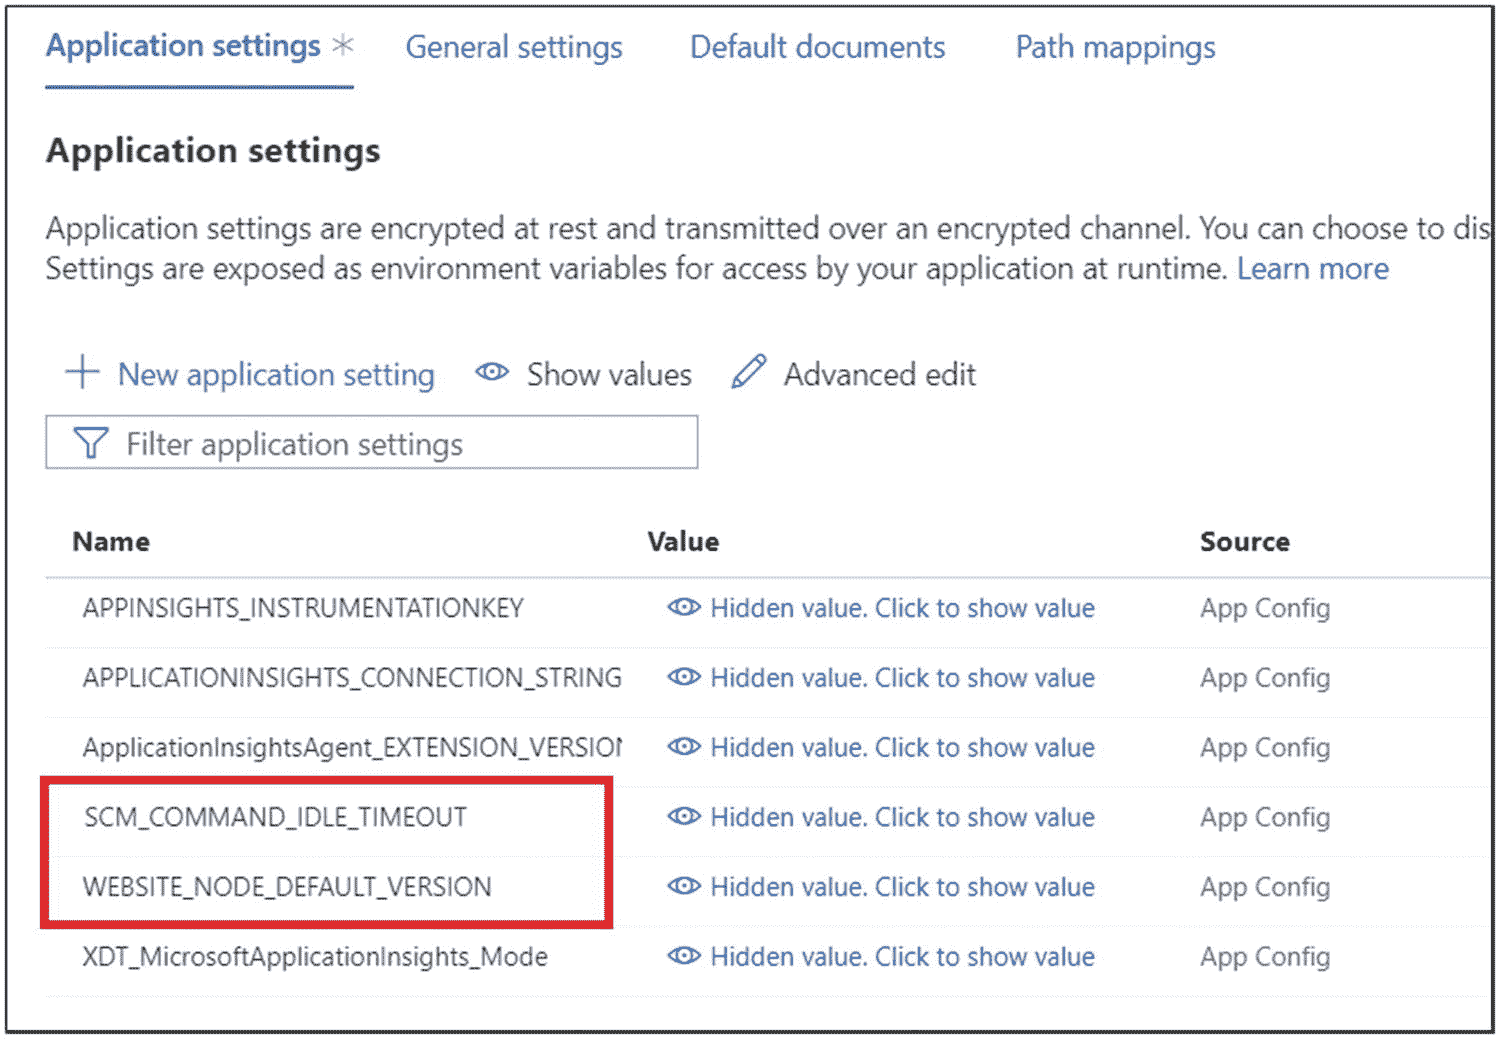 Application settings * General settings Default documents Path mappings
Application settings
Application settings are encrypted at rest and transmitted over an encrypted channel. You can choose to dis
Settings are exposed as environment variables for access by your application at runtime. Learn more
New application setting Show values Advanced edit
Filter application settings
Name Value Source
APPINSIGHTS_INSTRUMENTATIONKEY Hidden value. Click to show value App Config
APPLICATIONINSIGHTS_CONNECTION_STRING Hidden value. Click to show value App Config
ApplicationInsightsAgent_EXTENSION_VERSION Hidden value. Click to show value App Config
SCM_COMMAND_IDLE_TIMEOUT Hidden value. Click to show value App Config
WEBSITE_NODE_DEFAULT_VERSION Hidden value. Click to show value App Config
XDT_MicrosoftApplicationInsights_Mode Hidden value. Click to show value App Config